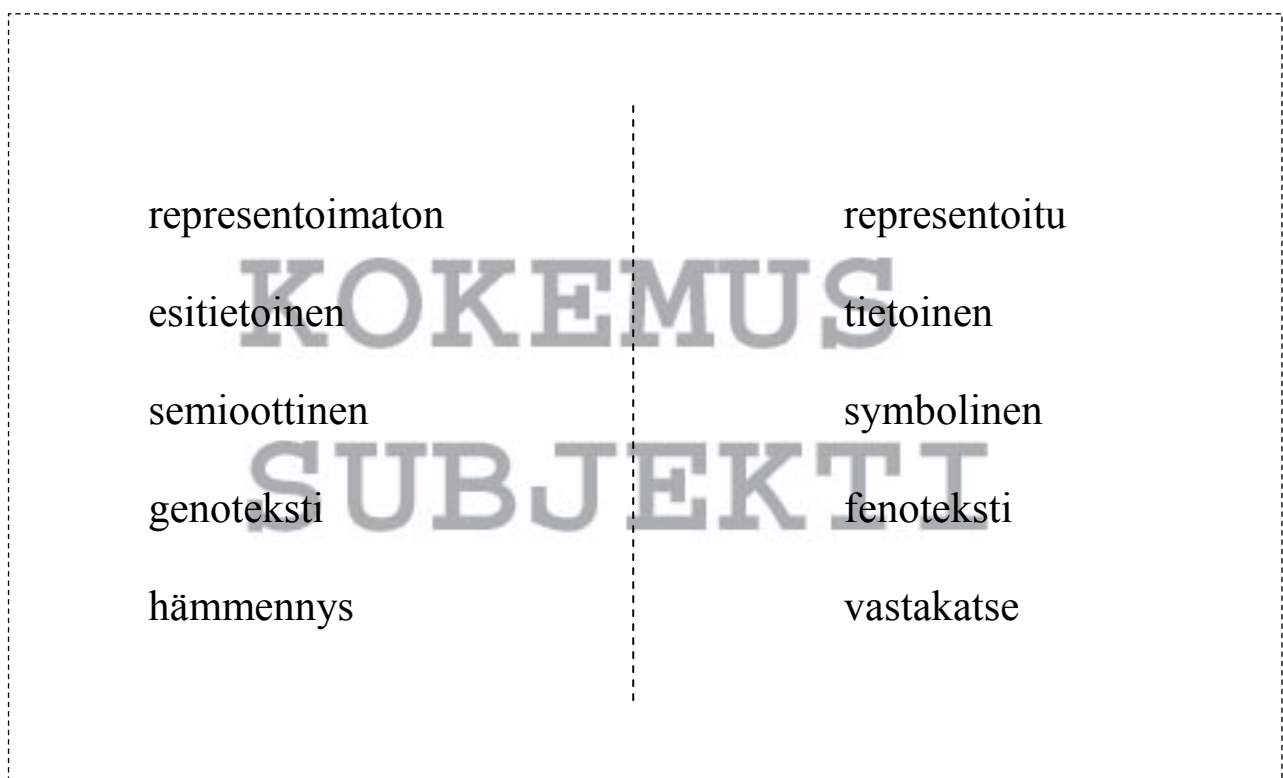 representoimaton representoitu
KOKEMUS
esitietoinen tietoinen
semioottinen symbolinen
SUBJEKTI
genoteksti fenoteksti
hämmennys vastakatse